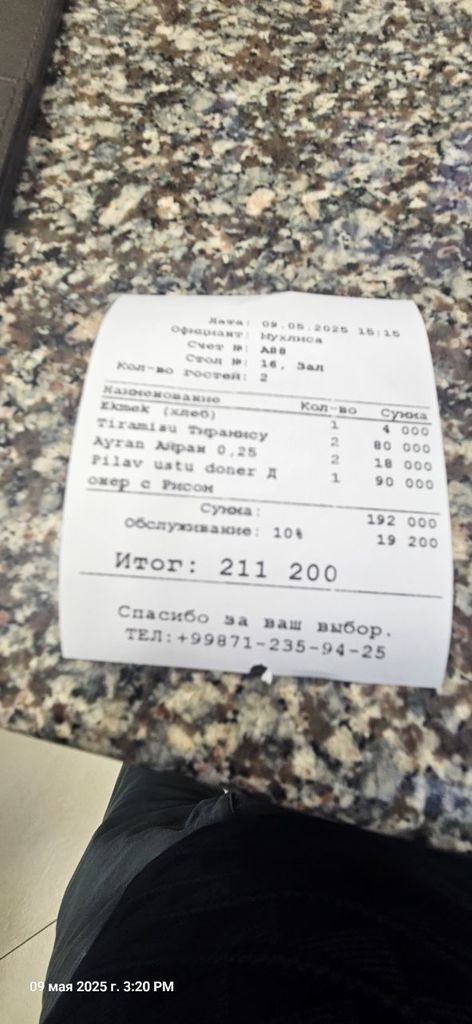 Дата: 09.05.2025 15:15
Официант: Мухлиса
Счет №: A88
Стол №: 16, Зал
Кол-во гостей: 2
Наименование Кол-во Сумма
Ekmek (хлеб) 1 4 000
Tiramisu Тирамису 2 80 000
Ayran Айран 0,25 2 18 000
Pilav ustu doner Д 1 90 000
онер с Рисом
Сумма: 192 000
Обслуживание: 10% 19 200
Итог: 211 200
Спасибо за ваш выбор.
ТЕЛ:+99871-235-94-25
09 мая 2025 г. 3:20 PM